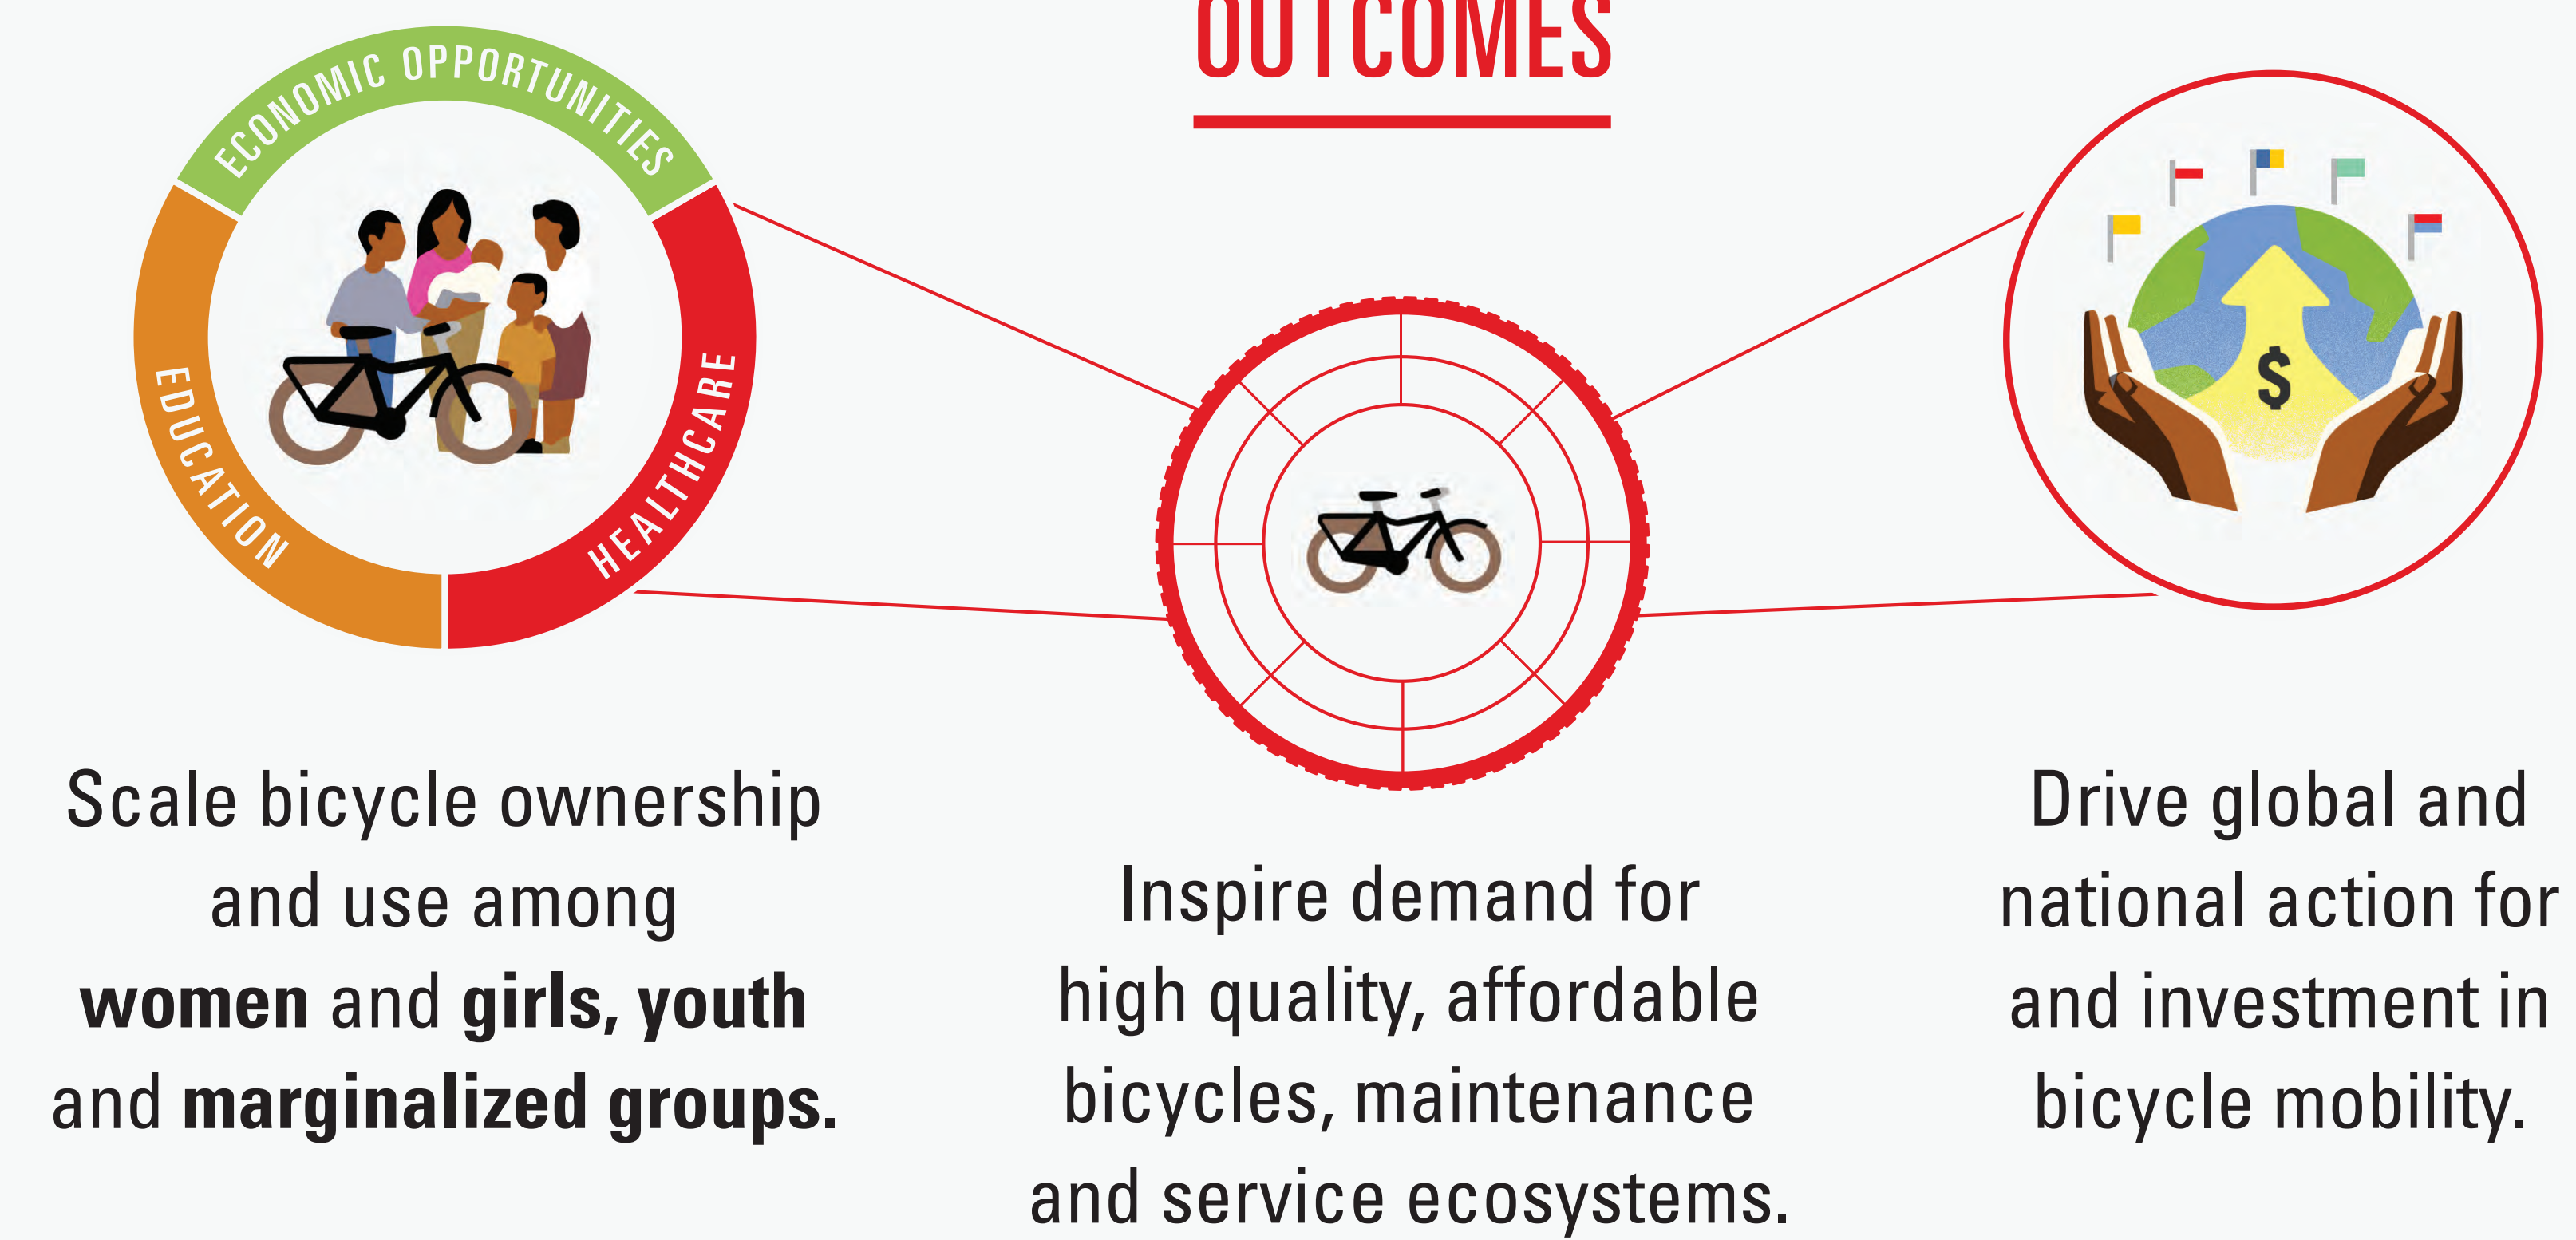 OUTCOMES
ECONOMIC OPPORTUNITIES
EDUCATION
HEALTHCARE
$
Scale bicycle ownership
and use among
women and girls, youth
and marginalized groups.
Inspire demand for
high quality, affordable
bicycles, maintenance
and service ecosystems.
Drive global and
national action for
and investment in
bicycle mobility.